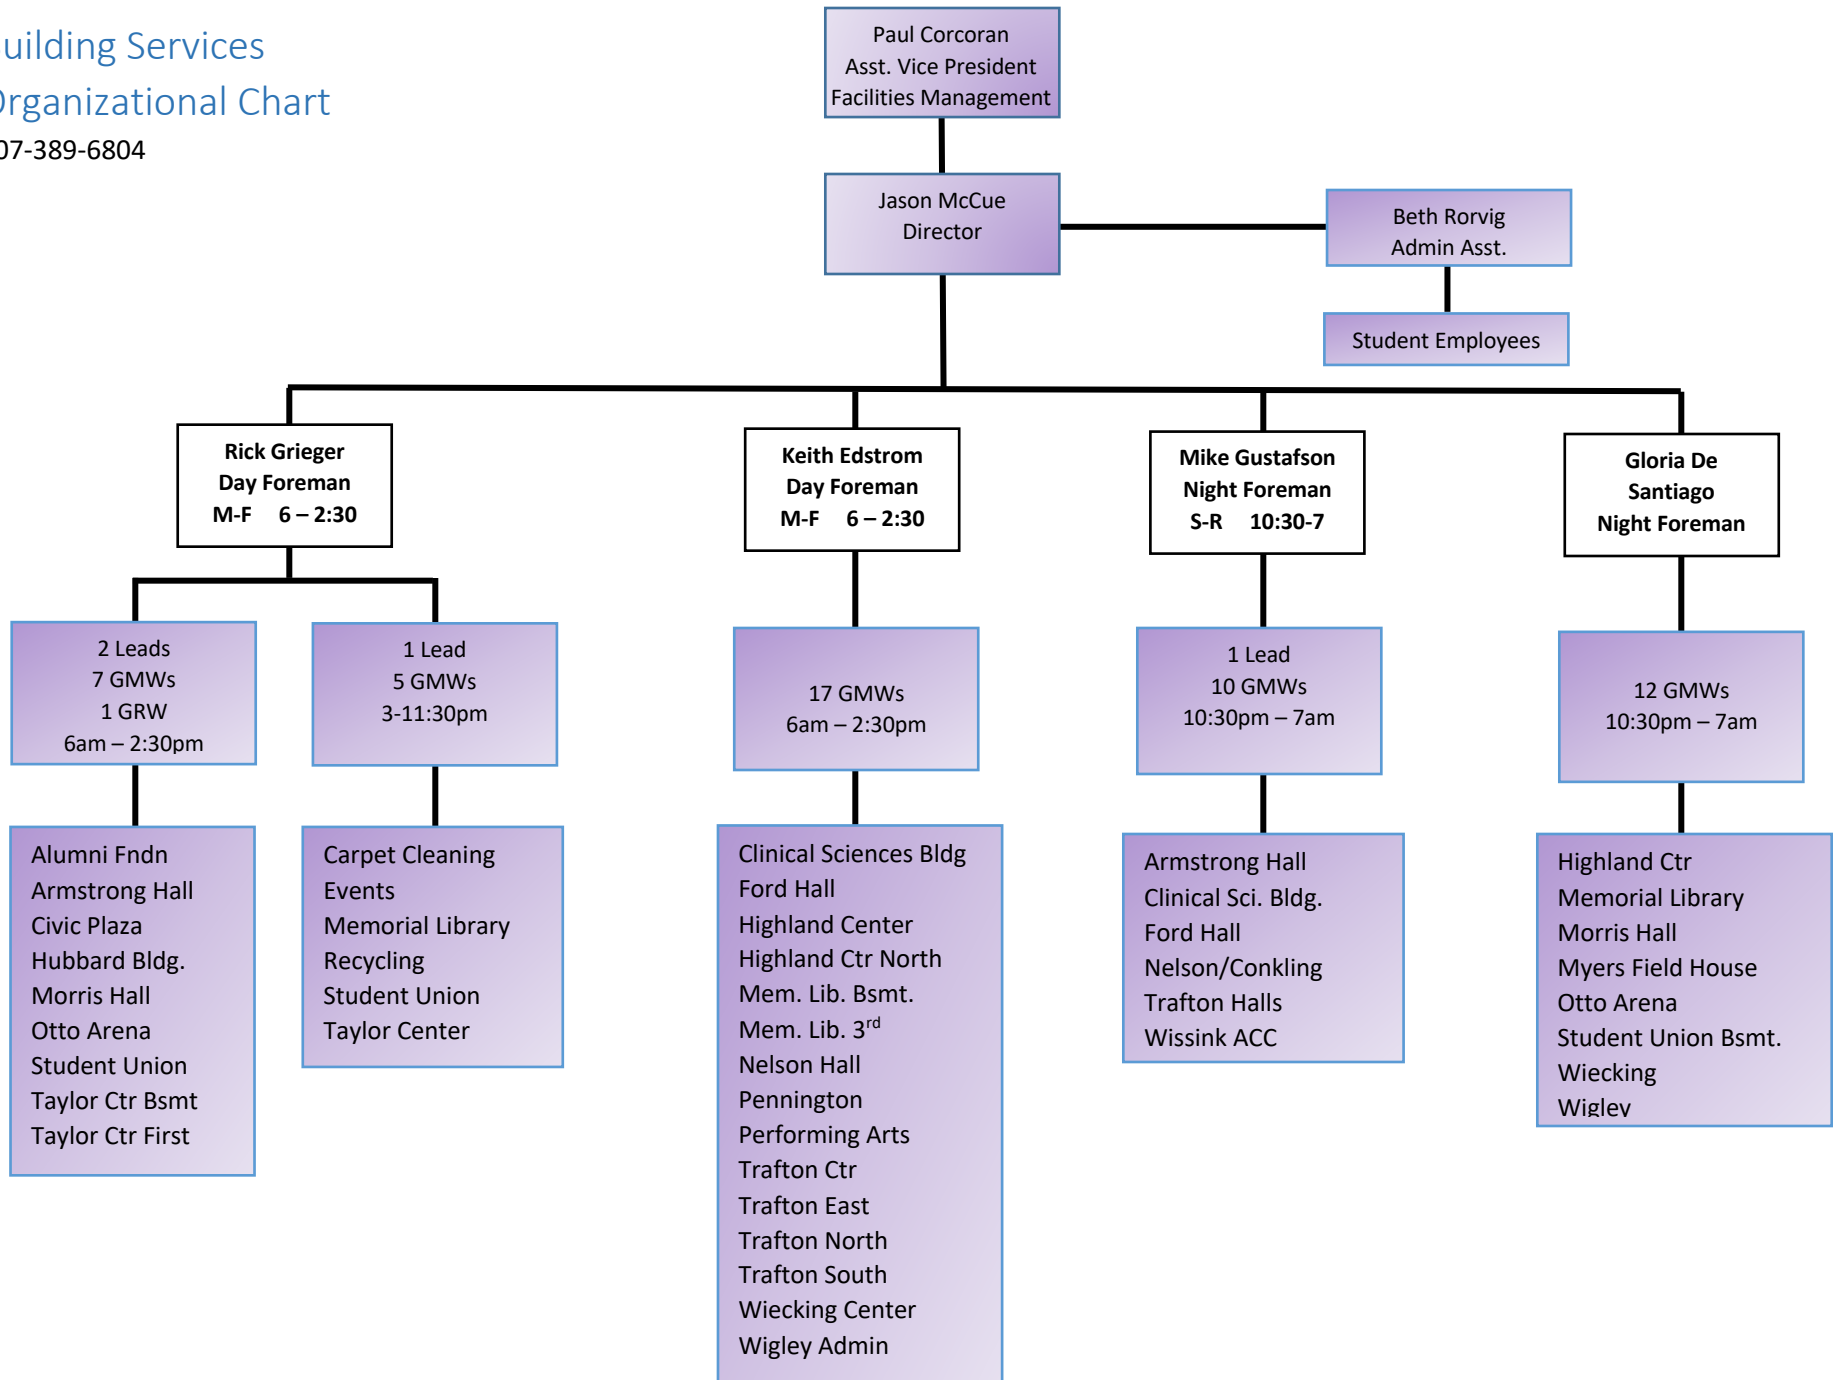 uilding Services
Organizational Chart
07-389-6804
Paul Corcoran
Asst. Vice President
Facilities Management
Jason McCue
Director
Beth Rorvig
Admin Asst.
Student Employees
Rick Grieger
Day Foreman
M-F 6 – 2:30
Keith Edstrom
Day Foreman
M-F 6 – 2:30
Mike Gustafson
Night Foreman
S-R 10:30-7
Gloria De
Santiago
Night Foreman
2 Leads
7 GMWs
1 GRW
6am – 2:30pm
1 Lead
5 GMWs
3-11:30pm
17 GMWs
6am – 2:30pm
1 Lead
10 GMWs
10:30pm – 7am
12 GMWs
10:30pm – 7am
Alumni Fndn
Armstrong Hall
Civic Plaza
Hubbard Bldg.
Morris Hall
Otto Arena
Student Union
Taylor Ctr Bsmt
Taylor Ctr First
Carpet Cleaning
Events
Memorial Library
Recycling
Student Union
Taylor Center
Clinical Sciences Bldg
Ford Hall
Highland Center
Highland Ctr North
Mem. Lib. Bsmt.
Mem. Lib. 3rd
Nelson Hall
Pennington
Performing Arts
Trafton Ctr
Trafton East
Trafton North
Trafton South
Wiecking Center
Wigley Admin
Armstrong Hall
Clinical Sci. Bldg.
Ford Hall
Nelson/Conkling
Trafton Halls
Wissink ACC
Highland Ctr
Memorial Library
Morris Hall
Myers Field House
Otto Arena
Student Union Bsmt.
Wiecking
Wigley